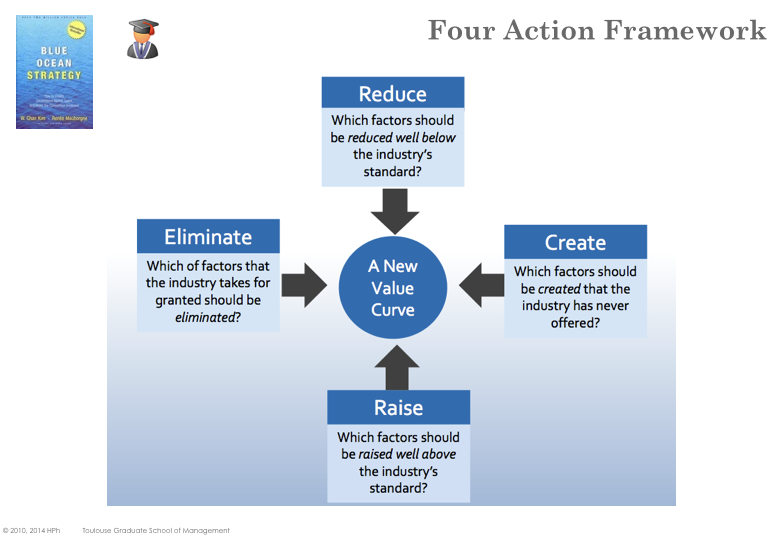 Four Action Framework
BLUE
OCEAN
STRATEGY
W. Chan Kim • Renée Mauborgne
Reduce
Which factors should
be reduced well below
the industry's
standard?
Eliminate
Which of factors that
the industry takes for
granted should be
eliminated?
A New
Value
Curve
Create
Which factors should
be created that the
industry has never
offered?
Raise
Which factors should
be raised well above
the industry's
standard?
© 2010, 2014 HPh Toulouse Graduate School of Management